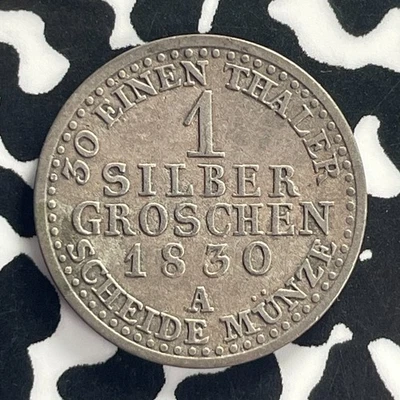 30 EINEN THALER
1
SILBER
GROSCHEN
1830
A
SCHEIDE MÜNZE